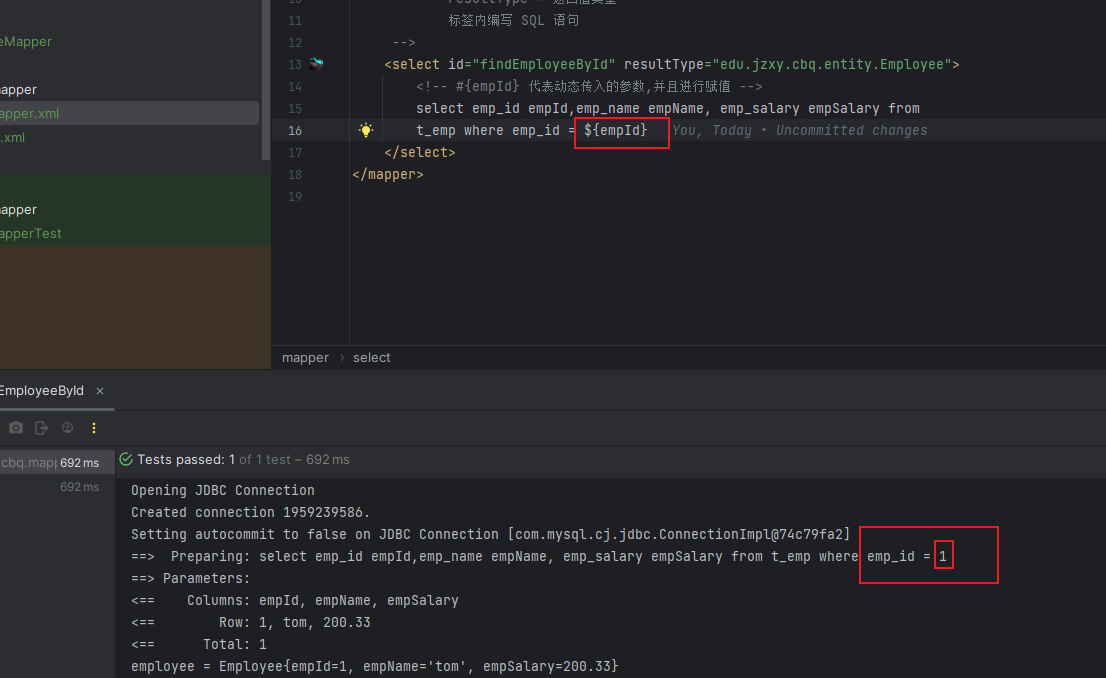 eMapper
apper
apper.xml
.xml
apper
apperTest
11 标签内编写 SQL 语句
12 -->
13 <select id="findEmployeeById" resultType="edu.jzxy.cbq.entity.Employee">
14 <!-- #{empId} 代表动态传入的参数,并且进行赋值 -->
15 select emp_id empId,emp_name empName, emp_salary empSalary from
16 t_emp where emp_id = ${empId} You, Today • Uncommitted changes
17 </select>
18 </mapper>
19
mapper › select
EmployeeById ×
cbq.map 692 ms
692 ms
Tests passed: 1 of 1 test – 692 ms
Opening JDBC Connection
Created connection 1959239586.
Setting autocommit to false on JDBC Connection [com.mysql.cj.jdbc.ConnectionImpl@74c79fa2]
==>  Preparing: select emp_id empId,emp_name empName, emp_salary empSalary from t_emp where emp_id = 1
==> Parameters:
<==    Columns: empId, empName, empSalary
<==        Row: 1, tom, 200.33
<==      Total: 1
employee = Employee{empId=1, empName='tom', empSalary=200.33}